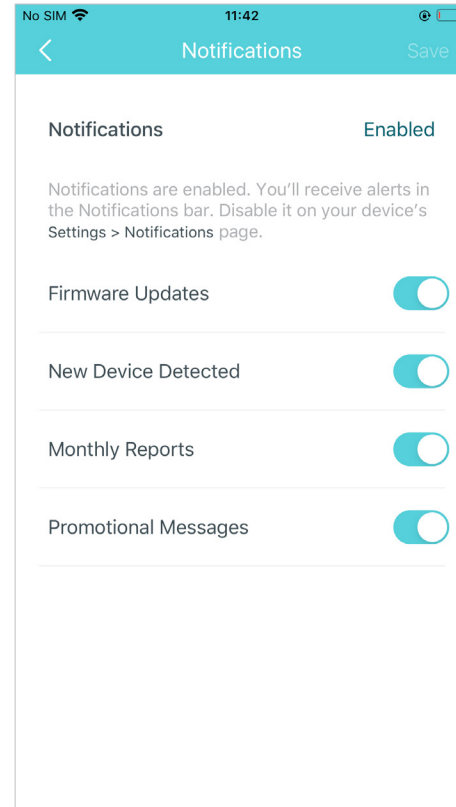 No SIM 11:42
Notifications Save
Notifications Enabled
Notifications are enabled. You’ll receive alerts in
the Notifications bar. Disable it on your device’s
Settings > Notifications page.
Firmware Updates
New Device Detected
Monthly Reports
Promotional Messages